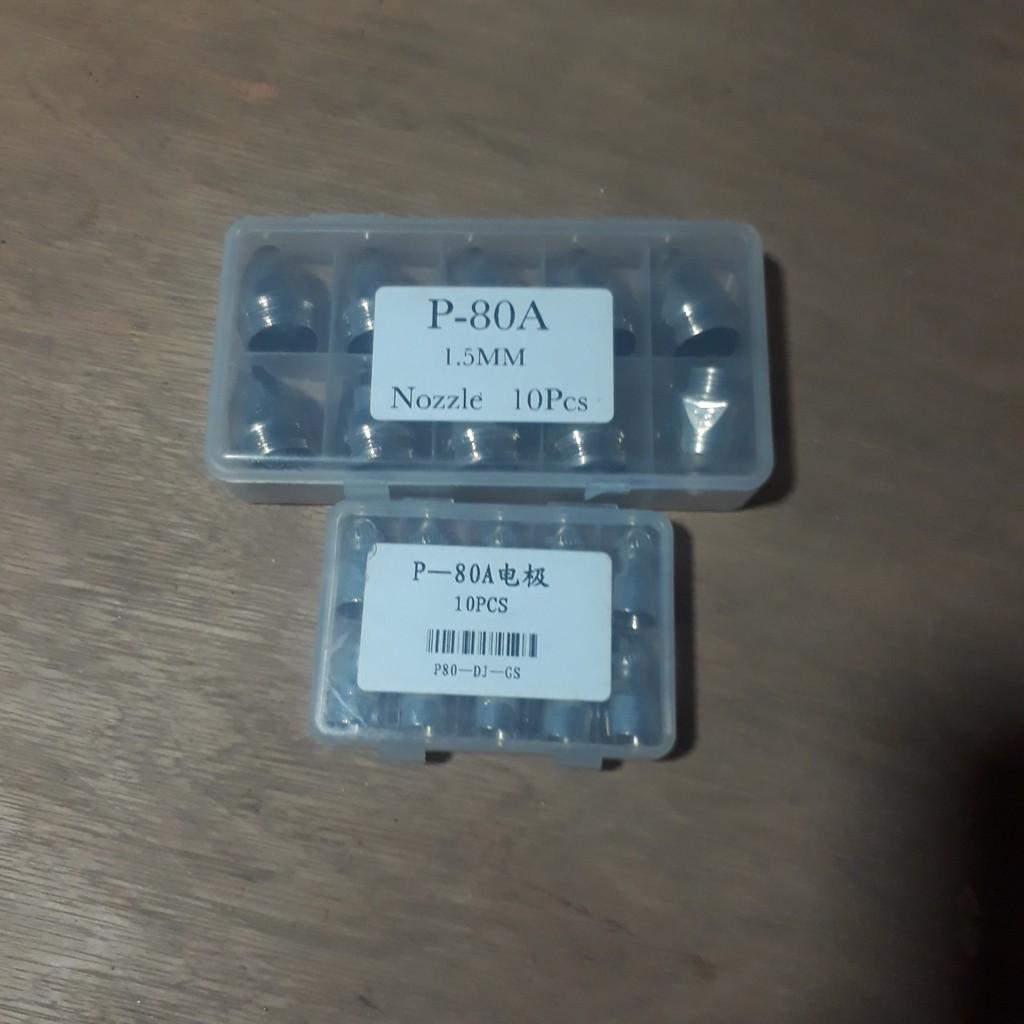 P-80A
1.5MM
Nozzle 10Pcs
P—80A电极
10PCS
P80—DJ—GS